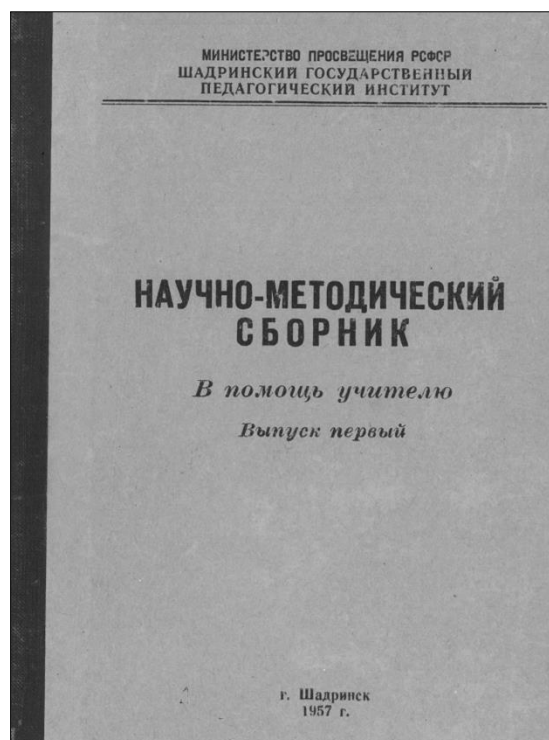 МИНИСТЕРСТВО ПРОСВЕЩЕНИЯ РСФСР
ШАДРИНСКИЙ ГОСУДАРСТВЕННЫЙ
ПЕДАГОГИЧЕСКИЙ ИНСТИТУТ
НАУЧНО-МЕТОДИЧЕСКИЙ
СБОРНИК
В помощь учителю
Выпуск первый
г. Шадринск
1957 г.